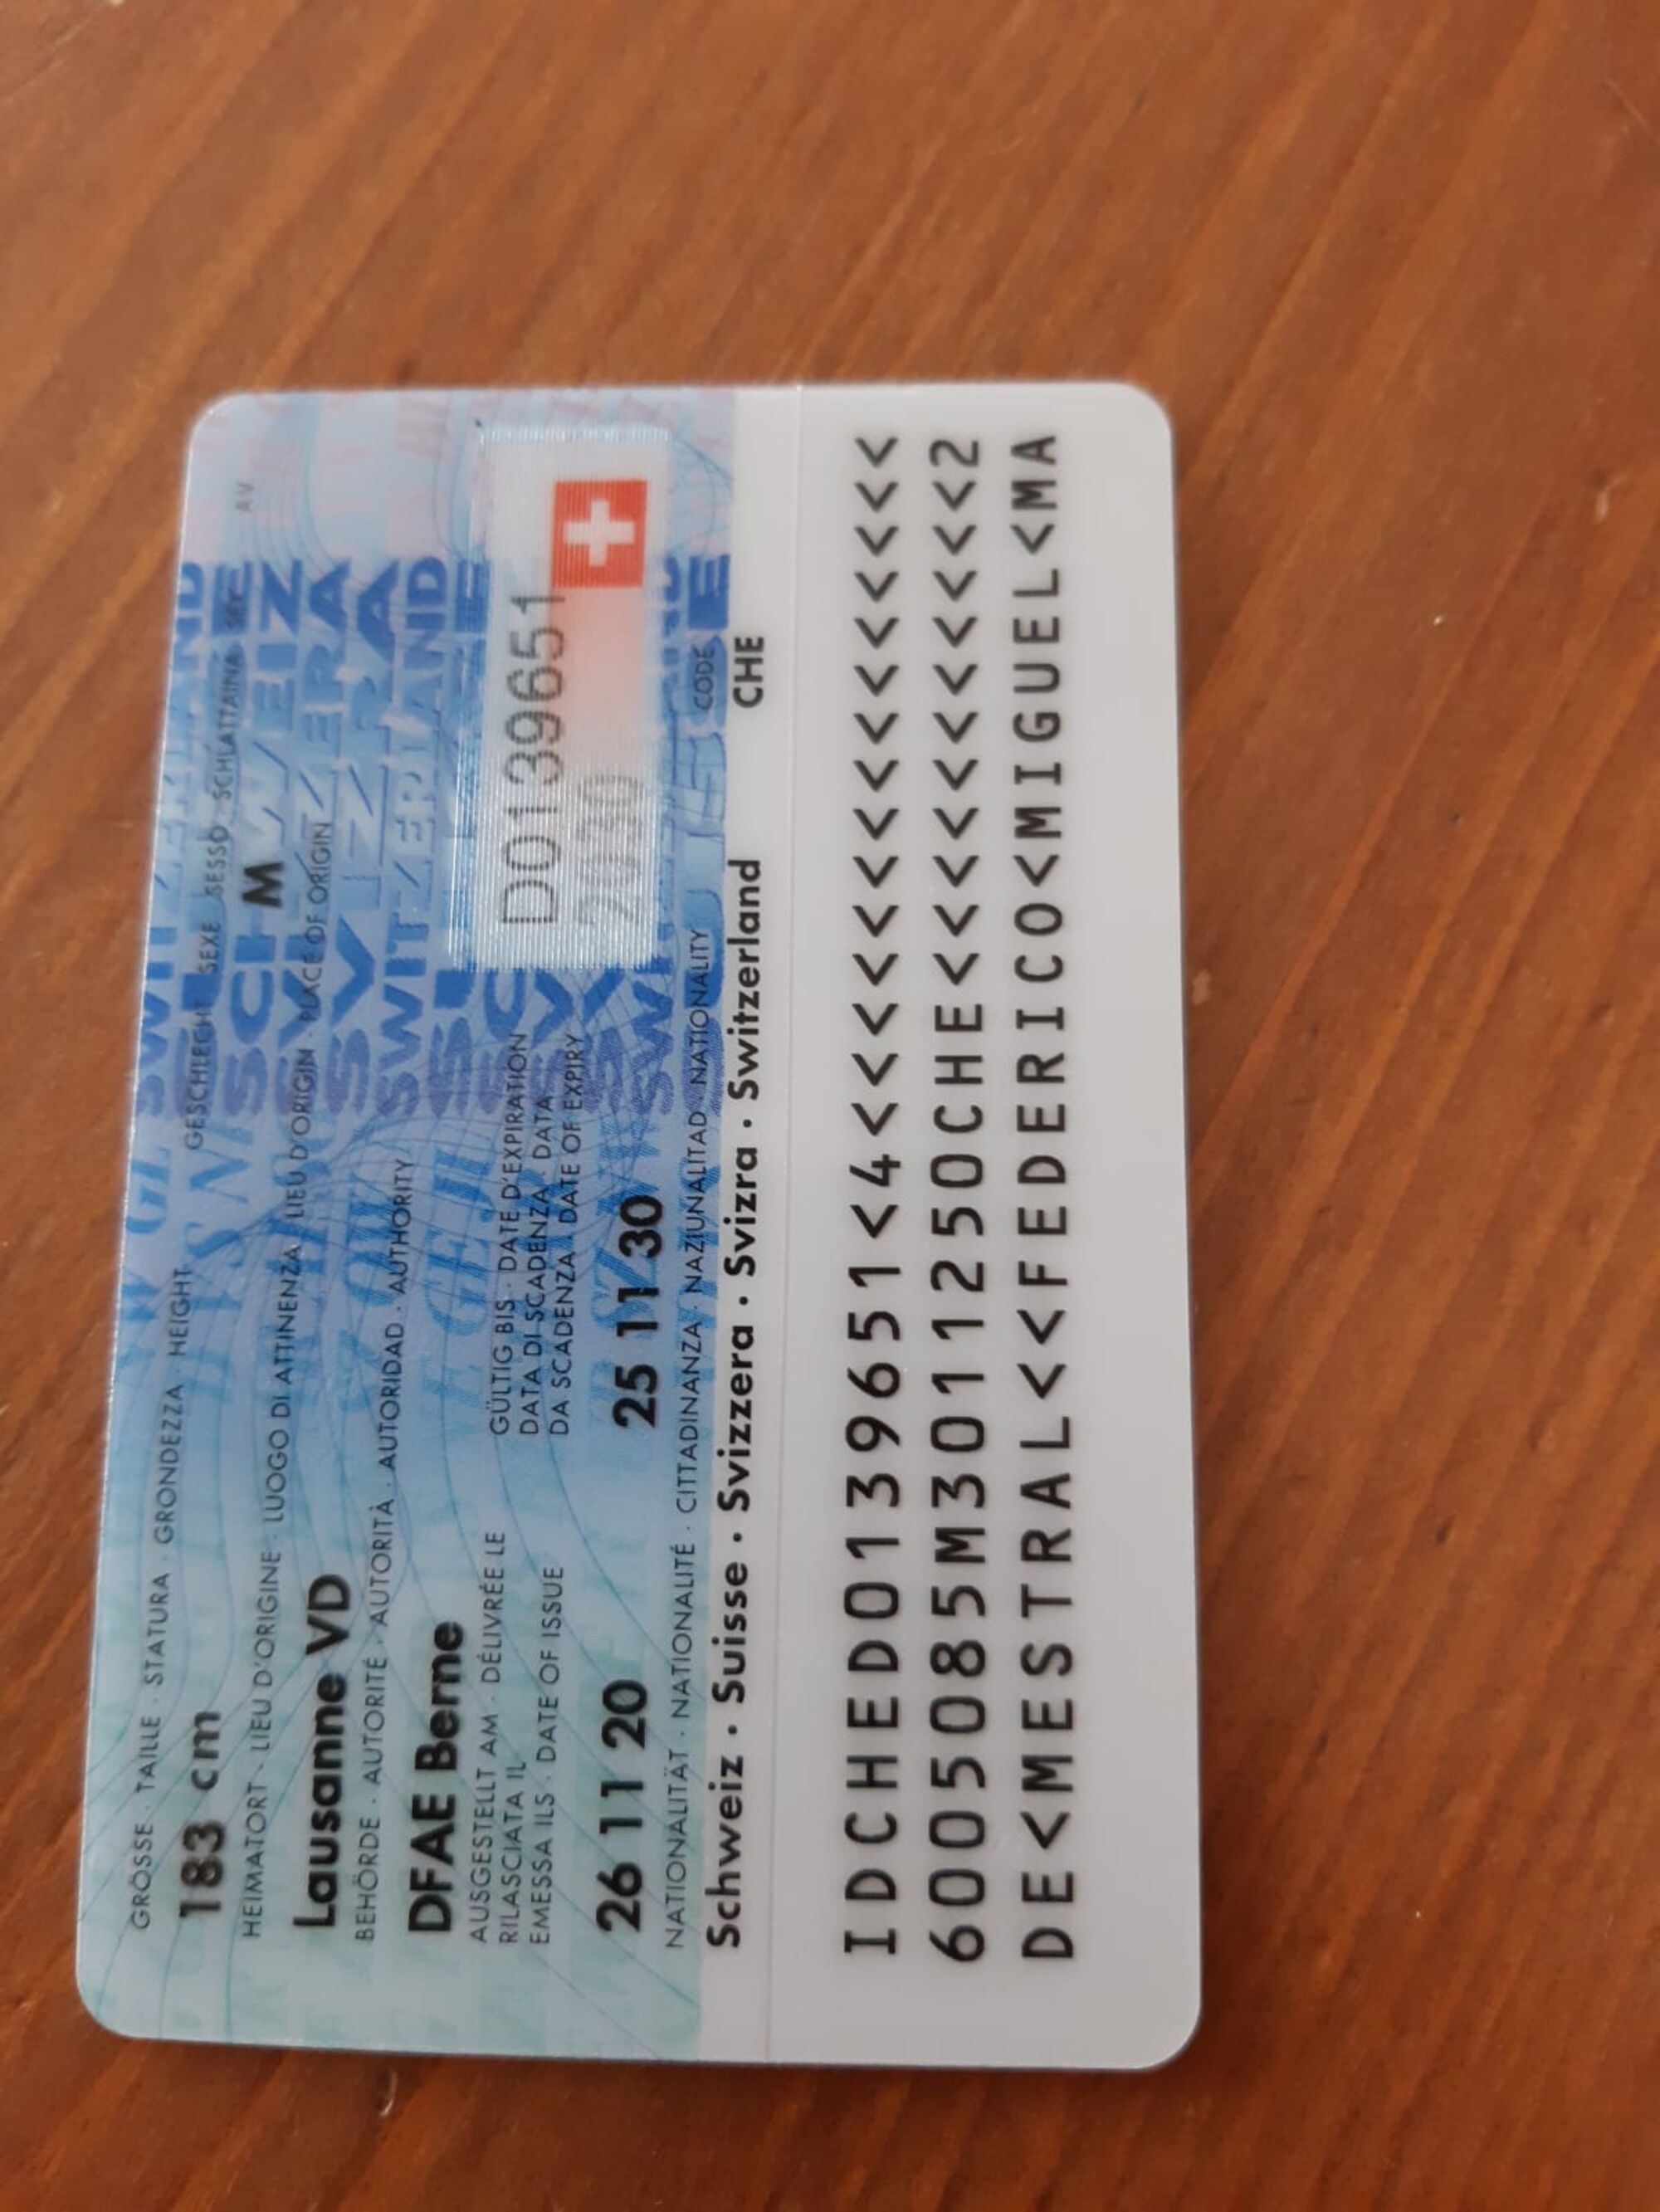 GRÖSSE · TAILLE · STATURA · GRONDEZZA · HEIGHT
183 cm
GESCHLECHT · SEXE · SESSO · SCHLATTAINA · SEX
M
HEIMATORT · LIEU D'ORIGINE · LUOGO DI ATTINENZA · LIEU D'ORIGIN · PLACE OF ORIGIN
Lausanne VD
BEHÖRDE · AUTORITÉ · AUTORITÀ · AUTORIDAD · AUTHORITY
DFAE Berne
AUSGESTELLT AM · DÉLIVRÉE LE
RILASCIATA IL
EMESSA ILS · DATE OF ISSUE
26 11 20
GÜLTIG BIS · DATE D'EXPIRATION
DATA DI SCADENZA · DATA
DA SCADENZA · DATE OF EXPIRY
25 11 30
D0139651
2030
NATIONALITÄT · NATIONALITÉ · CITTADINANZA · NAZIUNALITAD · NATIONALITY
CODE
Schweiz · Suisse · Svizzera · Svizra · Switzerland
CHE
IDCHED0139651<4<<<<<<<<<<<<<<<
6005085M3011250CHE<<<<<<<<<<<2
DE<MESTRAL<<FEDERICO<MIGUEL<MA